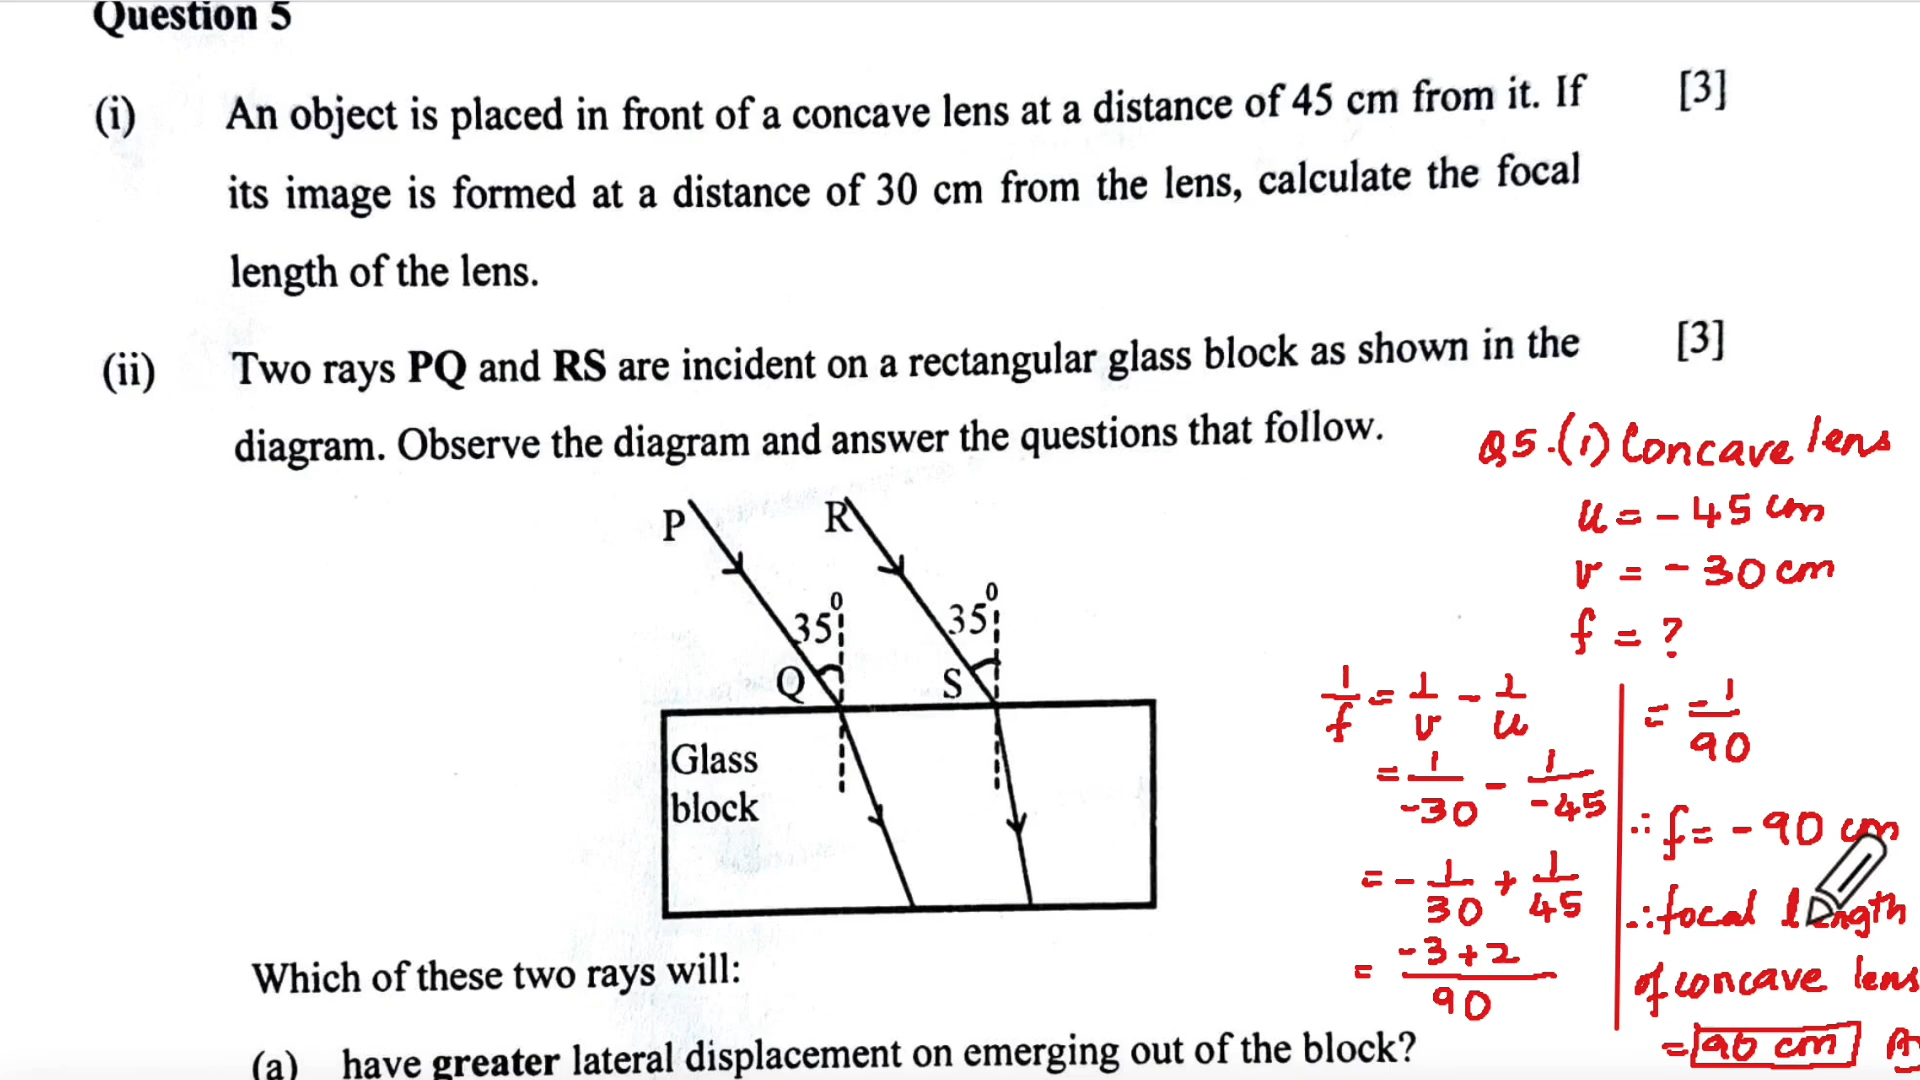 Question 5
(i) An object is placed in front of a concave lens at a distance of 45 cm from it. If [3]
its image is formed at a distance of 30 cm from the lens, calculate the focal
length of the lens.
(ii) Two rays PQ and RS are incident on a rectangular glass block as shown in the [3]
diagram. Observe the diagram and answer the questions that follow.
P R
35⁰ 35⁰
Q S
Glass
block
Which of these two rays will:
(a) have greater lateral displacement on emerging out of the block?
Q5.(i) Concave lens
u = - 45 cm
v = - 30 cm
f = ?
1/f = 1/v - 1/u
= 1/-30 - 1/-45
= - 1/30 + 1/45
= -3+2/90
= -1/90
∴ f = - 90 cm
∴ focal length
of concave lens
= 90 cm